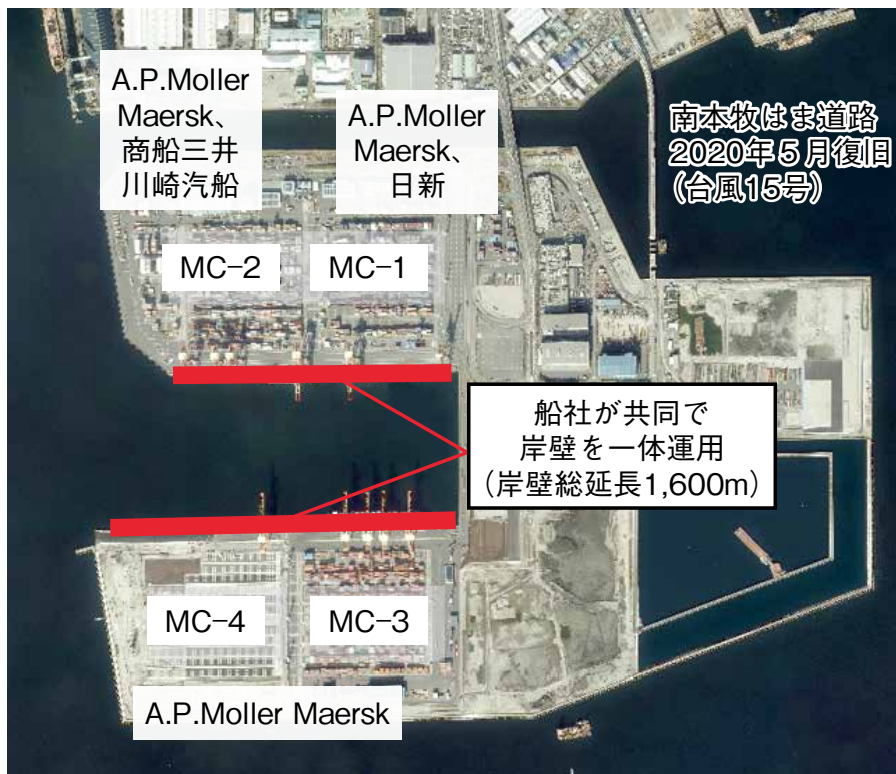 A.P.Moller
Maersk、
商船三井
川崎汽船
A.P.Moller
Maersk、
日新
南本牧はま道路
2020年5月復旧
(台風15号)
MC-2
MC-1
船社が共同で
岸壁を一体運用
(岸壁総延長1,600m)
MC-4
MC-3
A.P.Moller Maersk